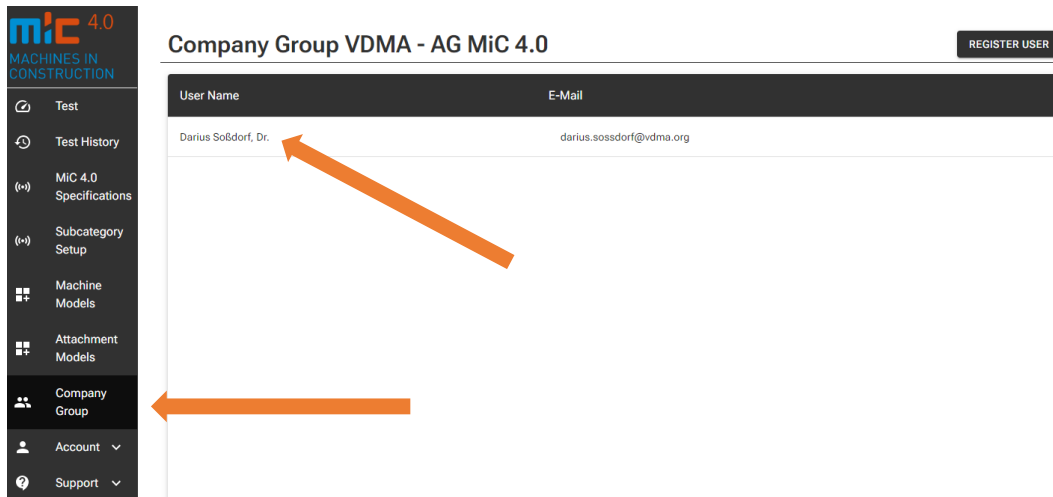 mic 4.0
MACHINES IN
CONSTRUCTION
Test
Test History
MiC 4.0
Specifications
Subcategory
Setup
Machine
Models
Attachment
Models
Company
Group
Account
Support
Company Group VDMA - AG MiC 4.0
REGISTER USER
User Name E-Mail
Darius Soßdorf, Dr. darius.sossdorf@vdma.org